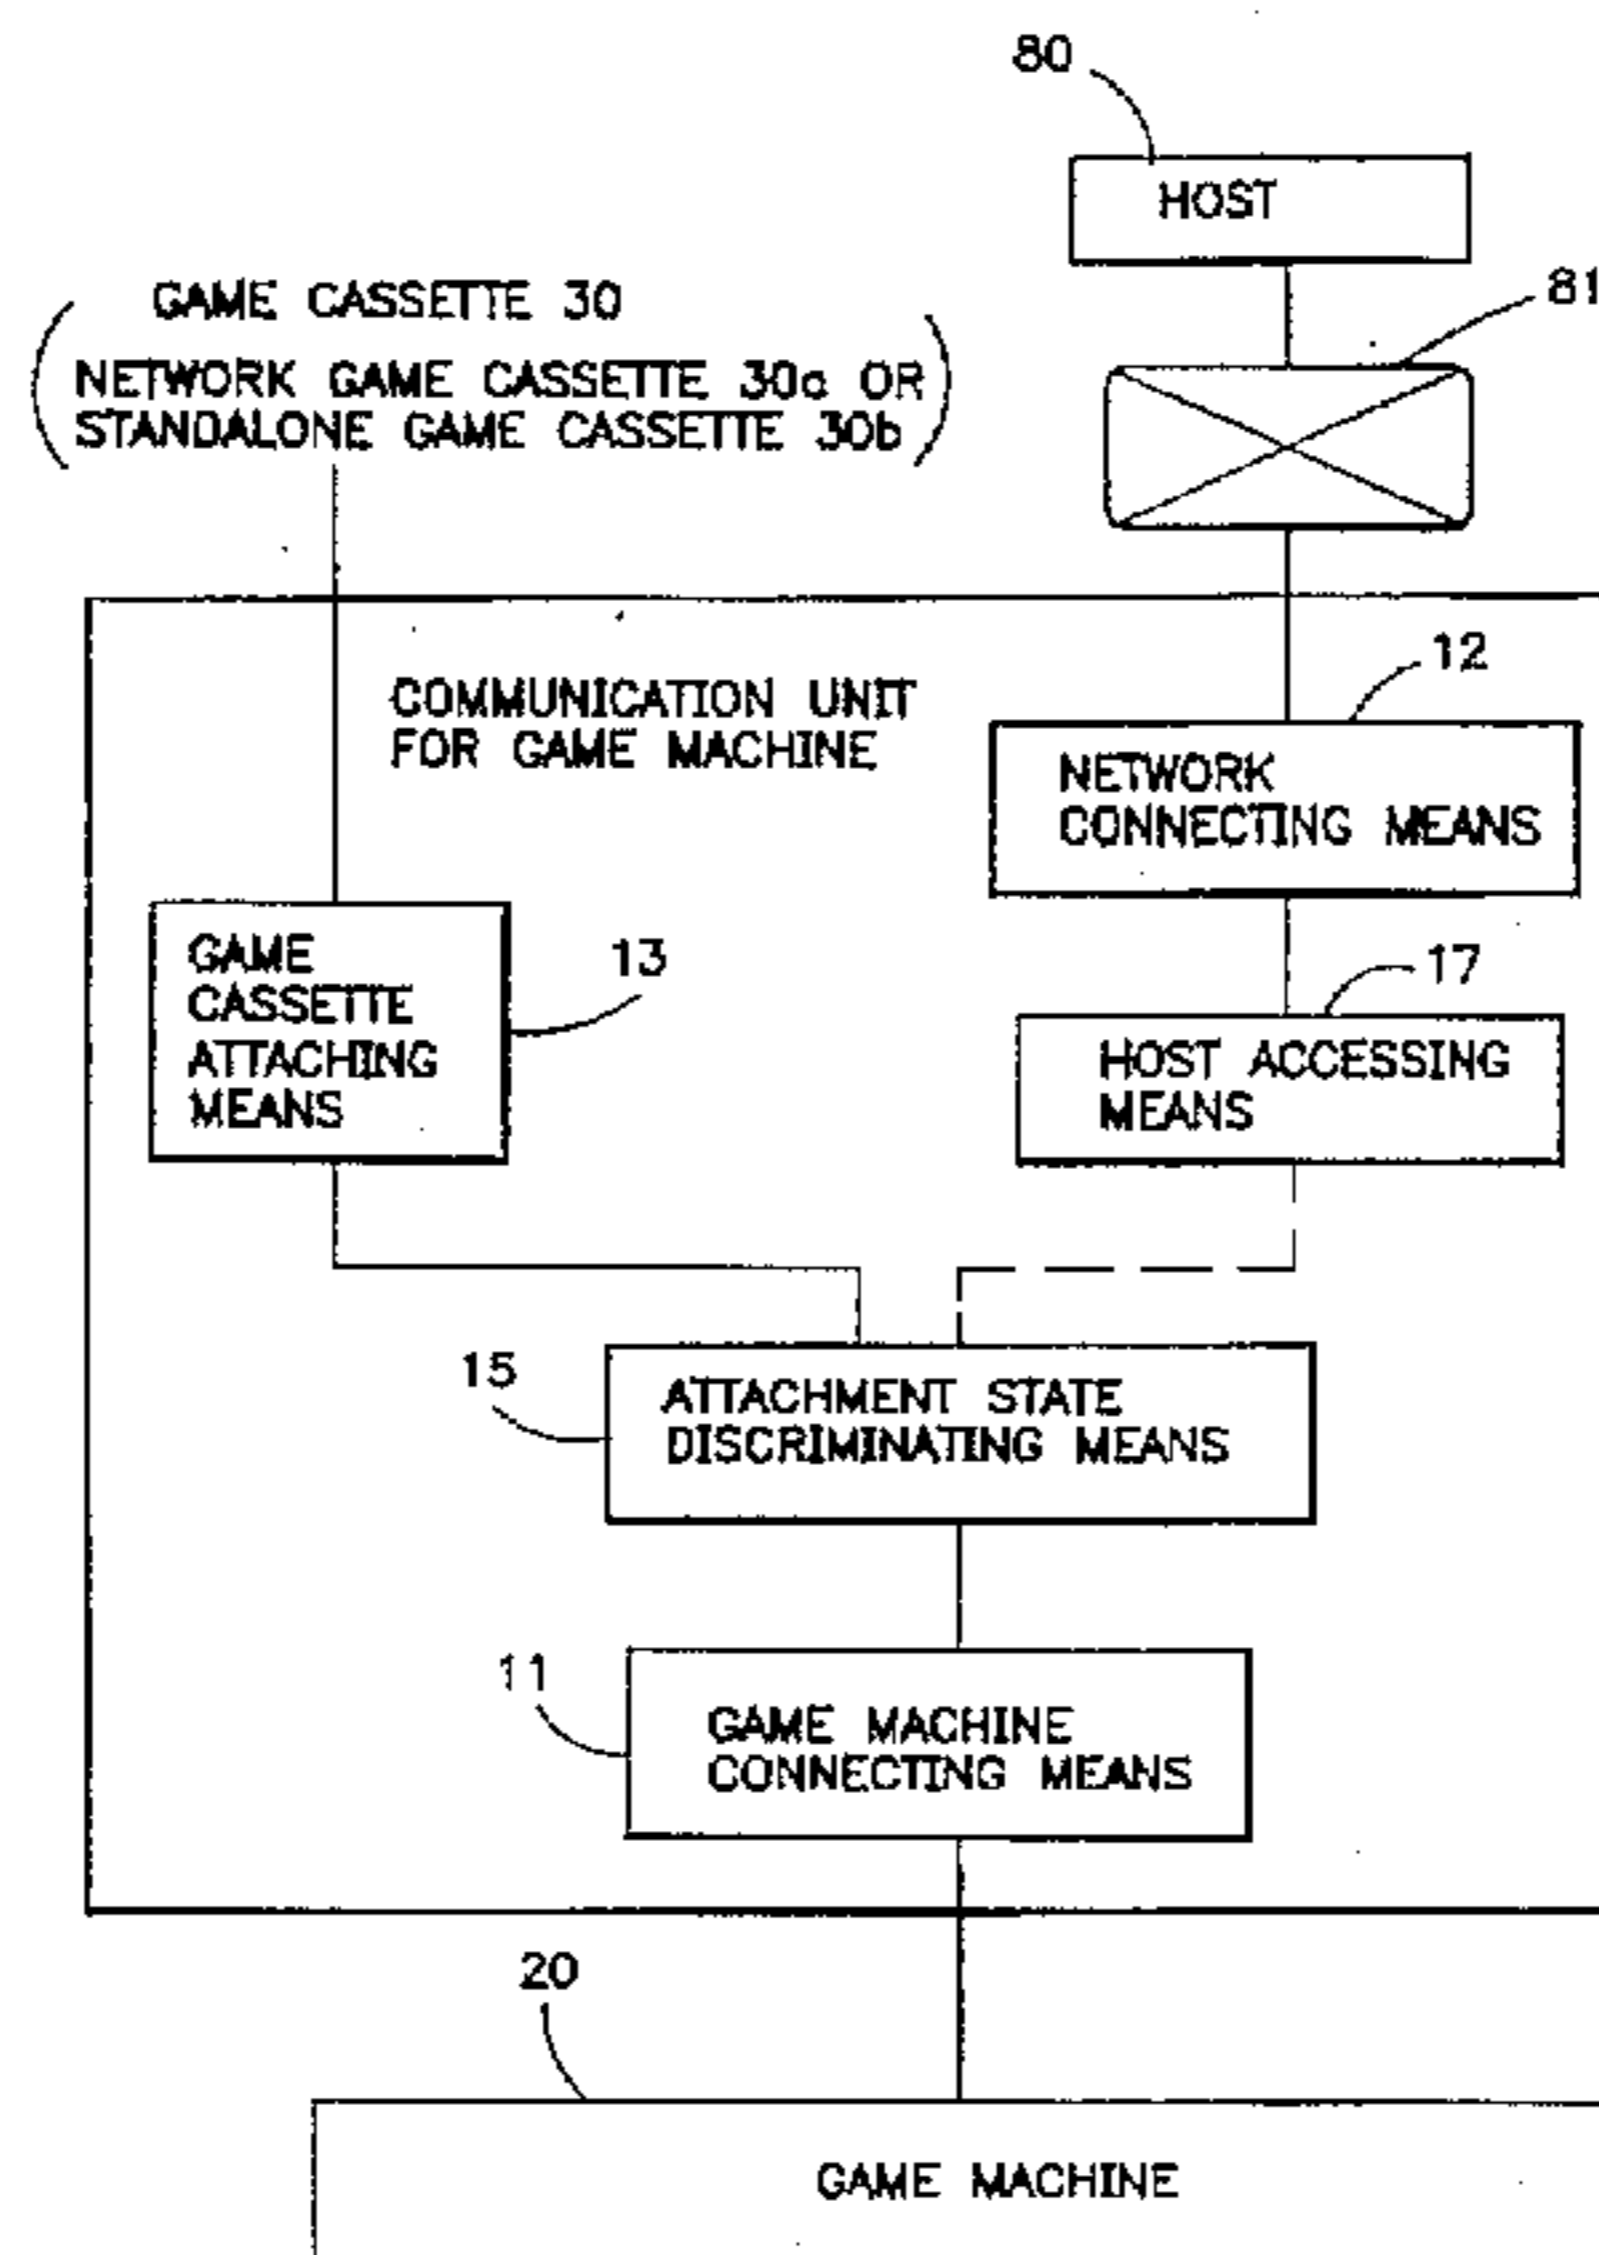 80
HOST
81
GAME CASSETTE 30
NETWORK GAME CASSETTE 30a OR
STANDALONE GAME CASSETTE 30b
12
COMMUNICATION UNIT
FOR GAME MACHINE
NETWORK
CONNECTING MEANS
13
GAME
CASSETTE
ATTACHING
MEANS
17
HOST ACCESSING
MEANS
15
ATTACHMENT STATE
DISCRIMINATING MEANS
11
GAME MACHINE
CONNECTING MEANS
20
GAME MACHINE